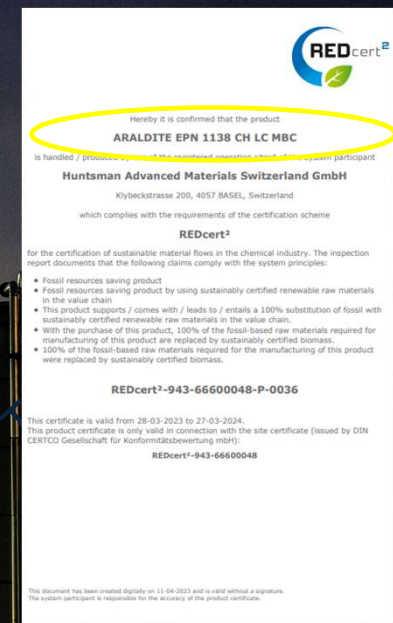 REDcert²
Hereby it is confirmed that the product
ARALDITE EPN 1138 CH LC MBC
is handled / produced by one of the registered operating sites* of the system participant
Huntsman Advanced Materials Switzerland GmbH
Klybeckstrasse 200, 4057 BASEL, Switzerland
which complies with the requirements of the certification scheme
REDcert²
for the certification of sustainable material flows in the chemical industry. The inspection
report documents that the following claims comply with the system principles:
• Fossil resources saving product
• Fossil resources saving product by using sustainably certified renewable raw materials
in the value chain
• This product supports / comes with / leads to / entails a 100% substitution of fossil with
sustainably certified renewable raw materials in the value chain.
• With the purchase of this product, 100% of the fossil-based raw materials required for
manufacturing of this product are replaced by sustainably certified biomass.
• 100% of the fossil-based raw materials required for the manufacturing of this product
were replaced by sustainably certified biomass.
REDcert²-943-66600048-P-0036
This certificate is valid from 28-03-2023 to 27-03-2024.
This product certificate is only valid in connection with the site certificate (issued by DIN
CERTCO Gesellschaft für Konformitätsbewertung mbH):
REDcert²-943-66600048
This document has been created digitally on 11-04-2023 and is valid without a signature.
The system participant is responsible for the accuracy of the product certificate.